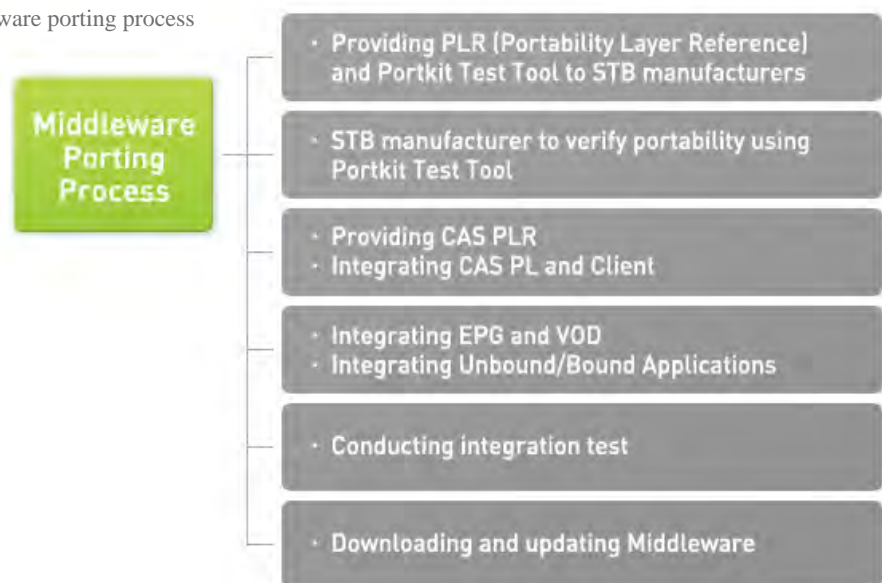 ware porting process
Middleware
Porting
Process
· Providing PLR (Portability Layer Reference)
and Portkit Test Tool to STB manufacturers
· STB manufacturer to verify portability using
Portkit Test Tool
· Providing CAS PLR
· Integrating CAS PL and Client
· Integrating EPG and VOD
· Integrating Unbound/Bound Applications
· Conducting integration test
· Downloading and updating Middleware